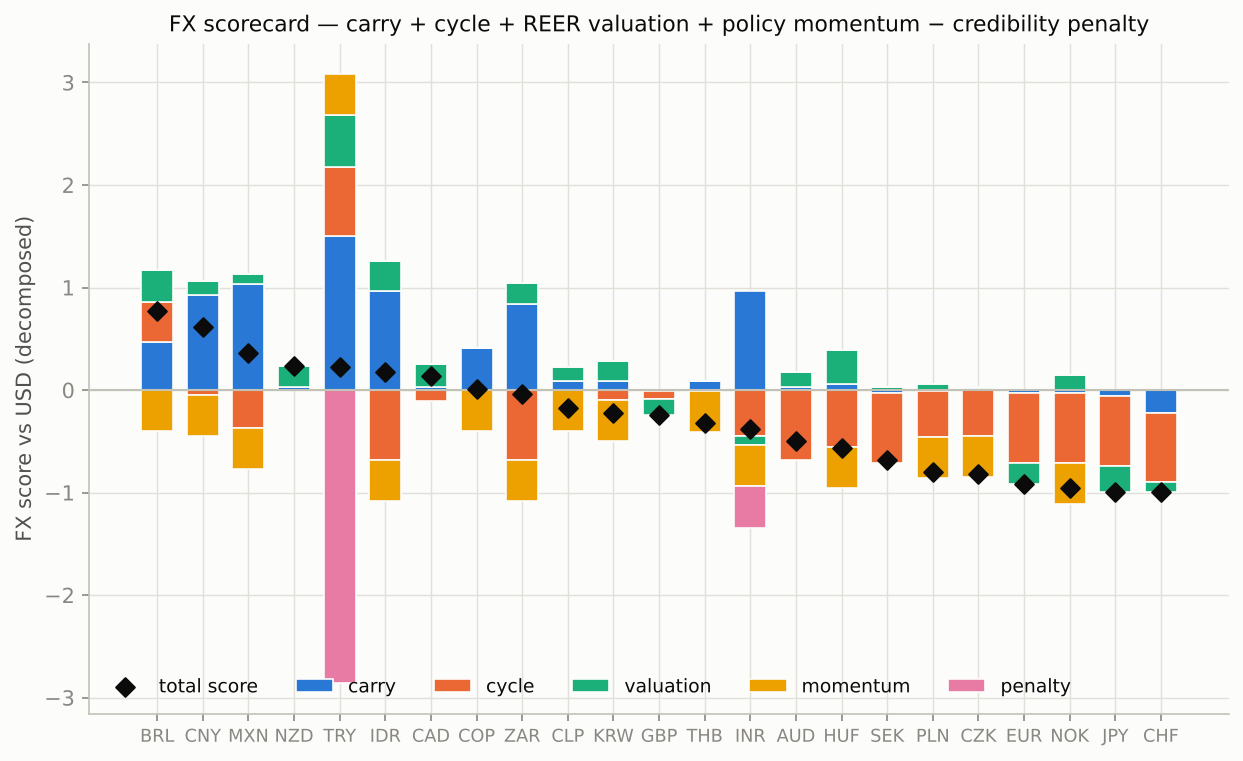 FX scorecard — carry + cycle + REER valuation + policy momentum − credibility penalty
FX score vs USD (decomposed)
3
2
1
0
−1
−2
−3
total score carry cycle valuation momentum penalty
BRL CNY MXN NZD TRY IDR CAD COP ZAR CLP KRW GBP THB INR AUD HUF SEK PLN CZK EUR NOK JPY CHF